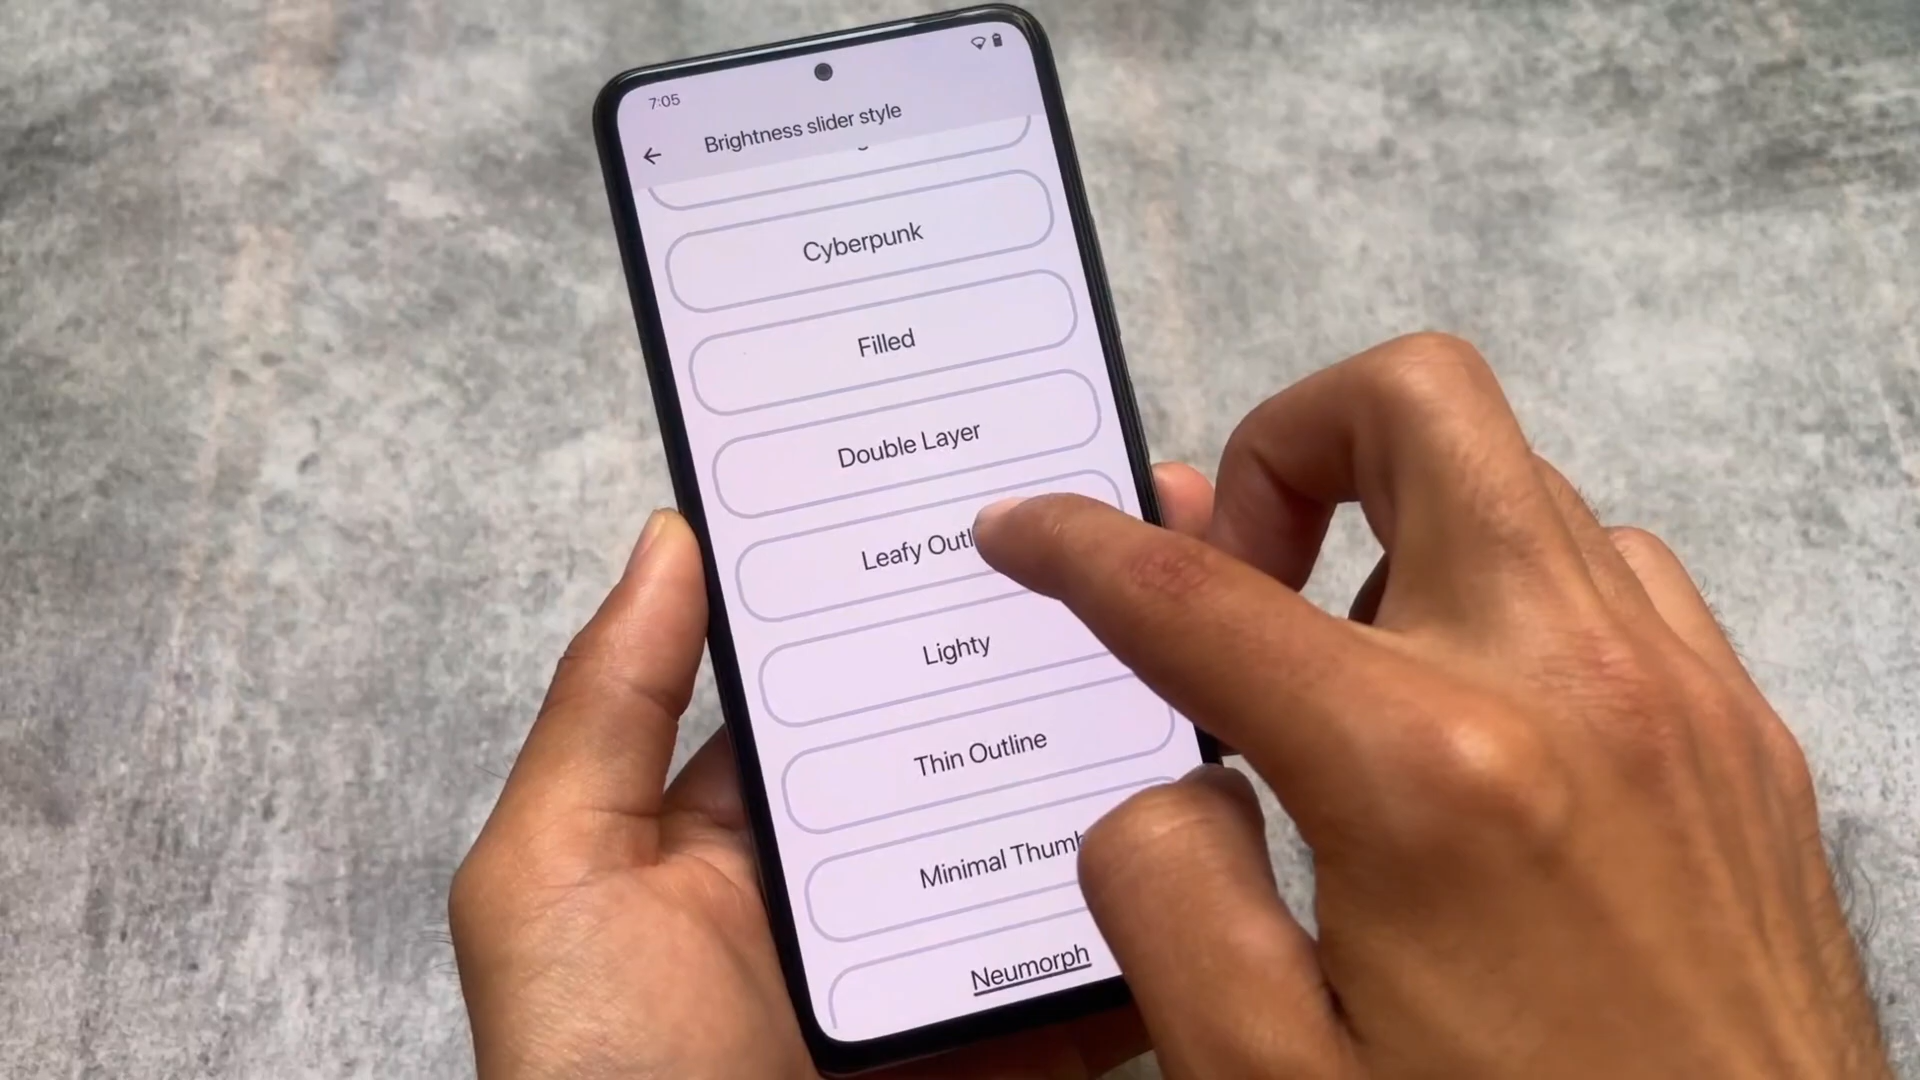 7:05
Brightness slider style
Cyberpunk
Filled
Double Layer
Leafy Outl
Lighty
Thin Outline
Minimal Thumb
Neumorph